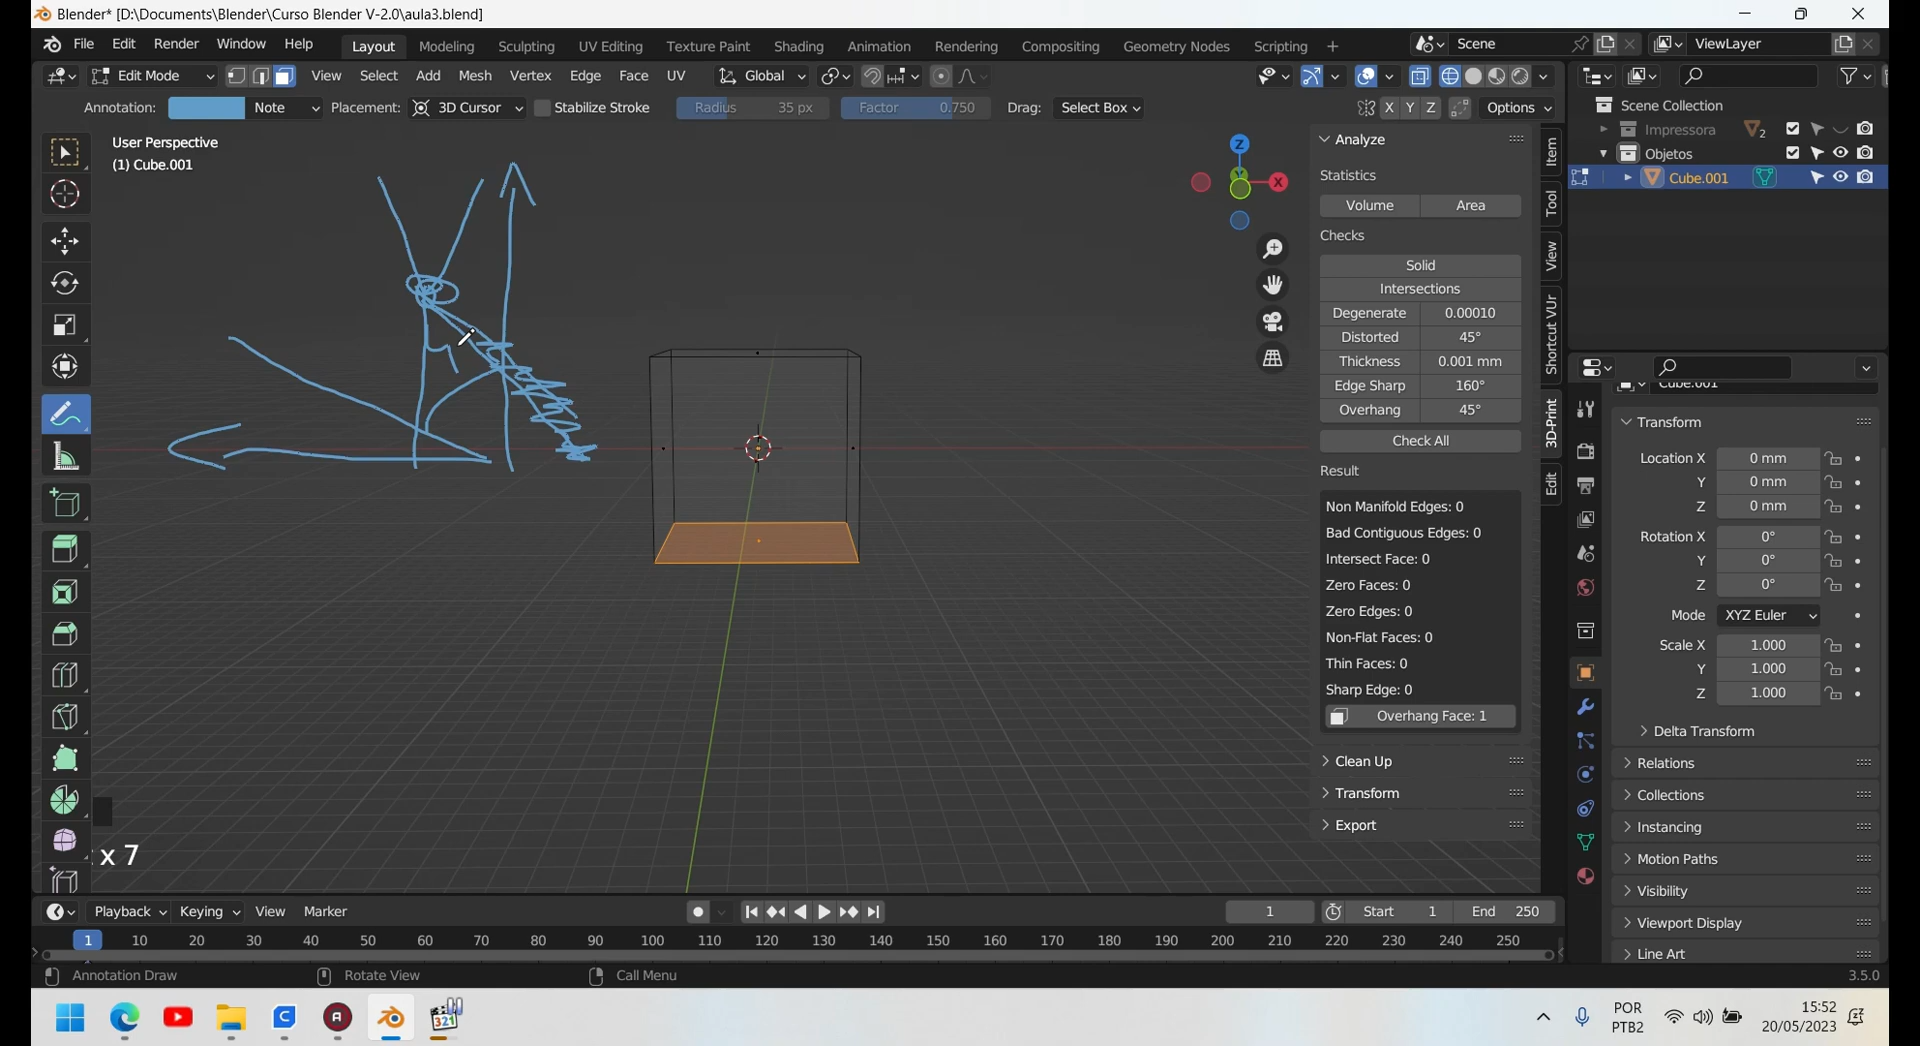 Blender* [D:\Documents\Blender\Curso Blender V-2.0\aula3.blend]
File Edit Render Window Help Layout Modeling Sculpting UV Editing Texture Paint Shading Animation Rendering Compositing Geometry Nodes Scripting + Scene ViewLayer
Edit Mode View Select Add Mesh Vertex Edge Face UV Global
Annotation: Note Placement: 3D Cursor Stabilize Stroke Radius 35 px Factor 0.750 Drag: Select Box X Y Z Options
User Perspective
(1) Cube.001
Z
X
Analyze
Statistics
Volume Area
Checks
Solid
Intersections
Degenerate 0.00010
Distorted 45°
Thickness 0.001 mm
Edge Sharp 160°
Overhang 45°
Check All
Result
Non Manifold Edges: 0
Bad Contiguous Edges: 0
Intersect Face: 0
Zero Faces: 0
Zero Edges: 0
Non-Flat Faces: 0
Thin Faces: 0
Sharp Edge: 0
Overhang Face: 1
Clean Up
Transform
Export
Item
Tool
View
Shortcut VUr
3D-Print
Edit
Scene Collection
Impressora 2
Objetos
Cube.001
Cube.001
Transform
Location X 0 mm
Y 0 mm
Z 0 mm
Rotation X 0°
Y 0°
Z 0°
Mode XYZ Euler
Scale X 1.000
Y 1.000
Z 1.000
Delta Transform
Relations
Collections
Instancing
Motion Paths
Visibility
Viewport Display
Line Art
x 7
Playback Keying View Marker 1 Start 1 End 250
1 10 20 30 40 50 60 70 80 90 100 110 120 130 140 150 160 170 180 190 200 210 220 230 240 250
Annotation Draw Rotate View Call Menu 3.5.0
321
POR
PTB2
15:52
20/05/2023